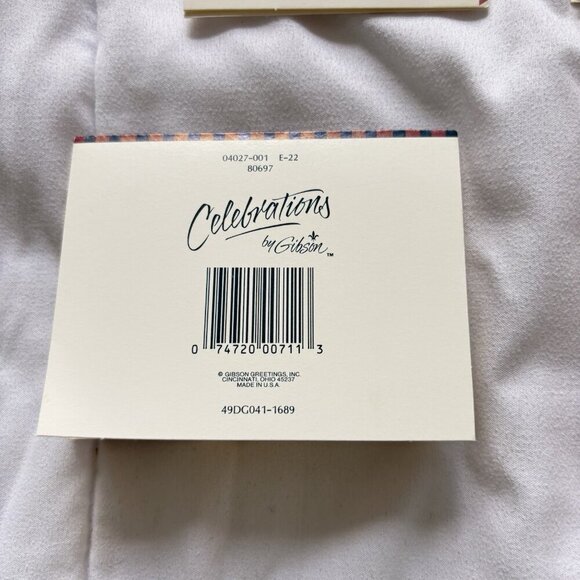 04027-001 E-22
80697
Celebrations
by Gibson ™
0 74720 00711 3
© GIBSON GREETINGS, INC.
CINCINNATI, OHIO 45237
MADE IN U.S.A.
49DG041-1689